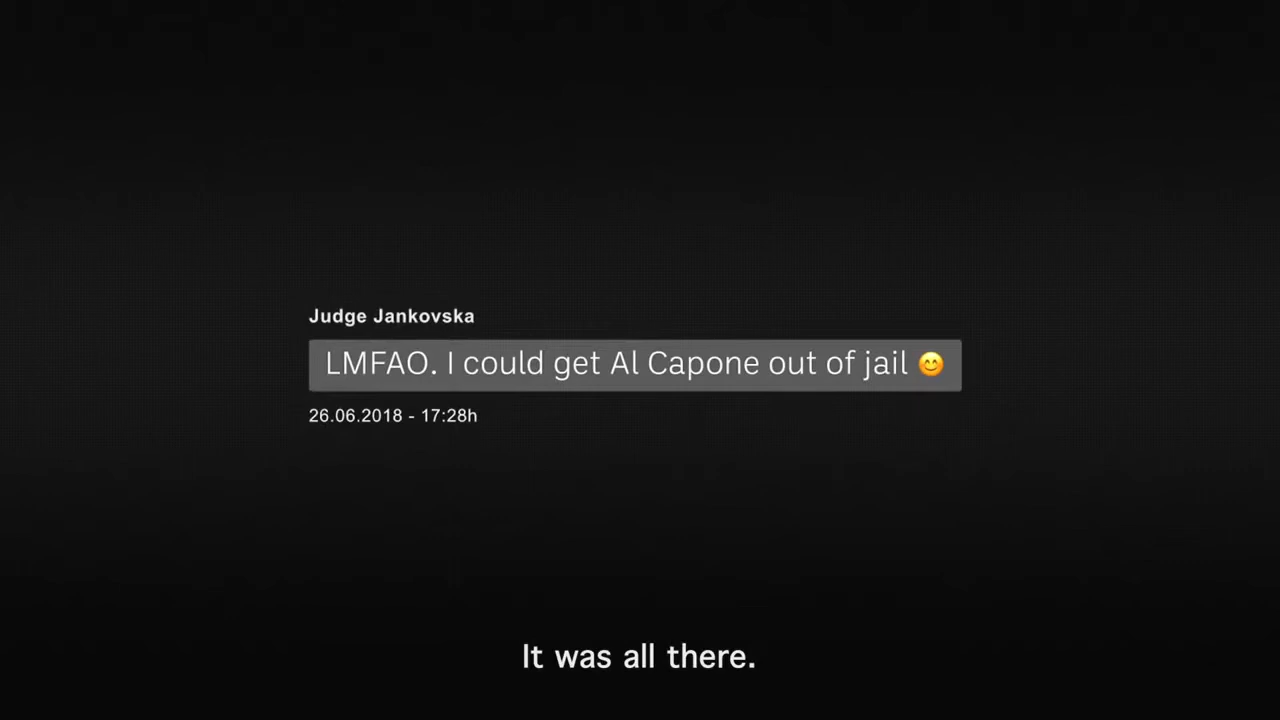 Judge Jankovska
LMFAO. I could get Al Capone out of jail 😊
26.06.2018 - 17:28h
It was all there.